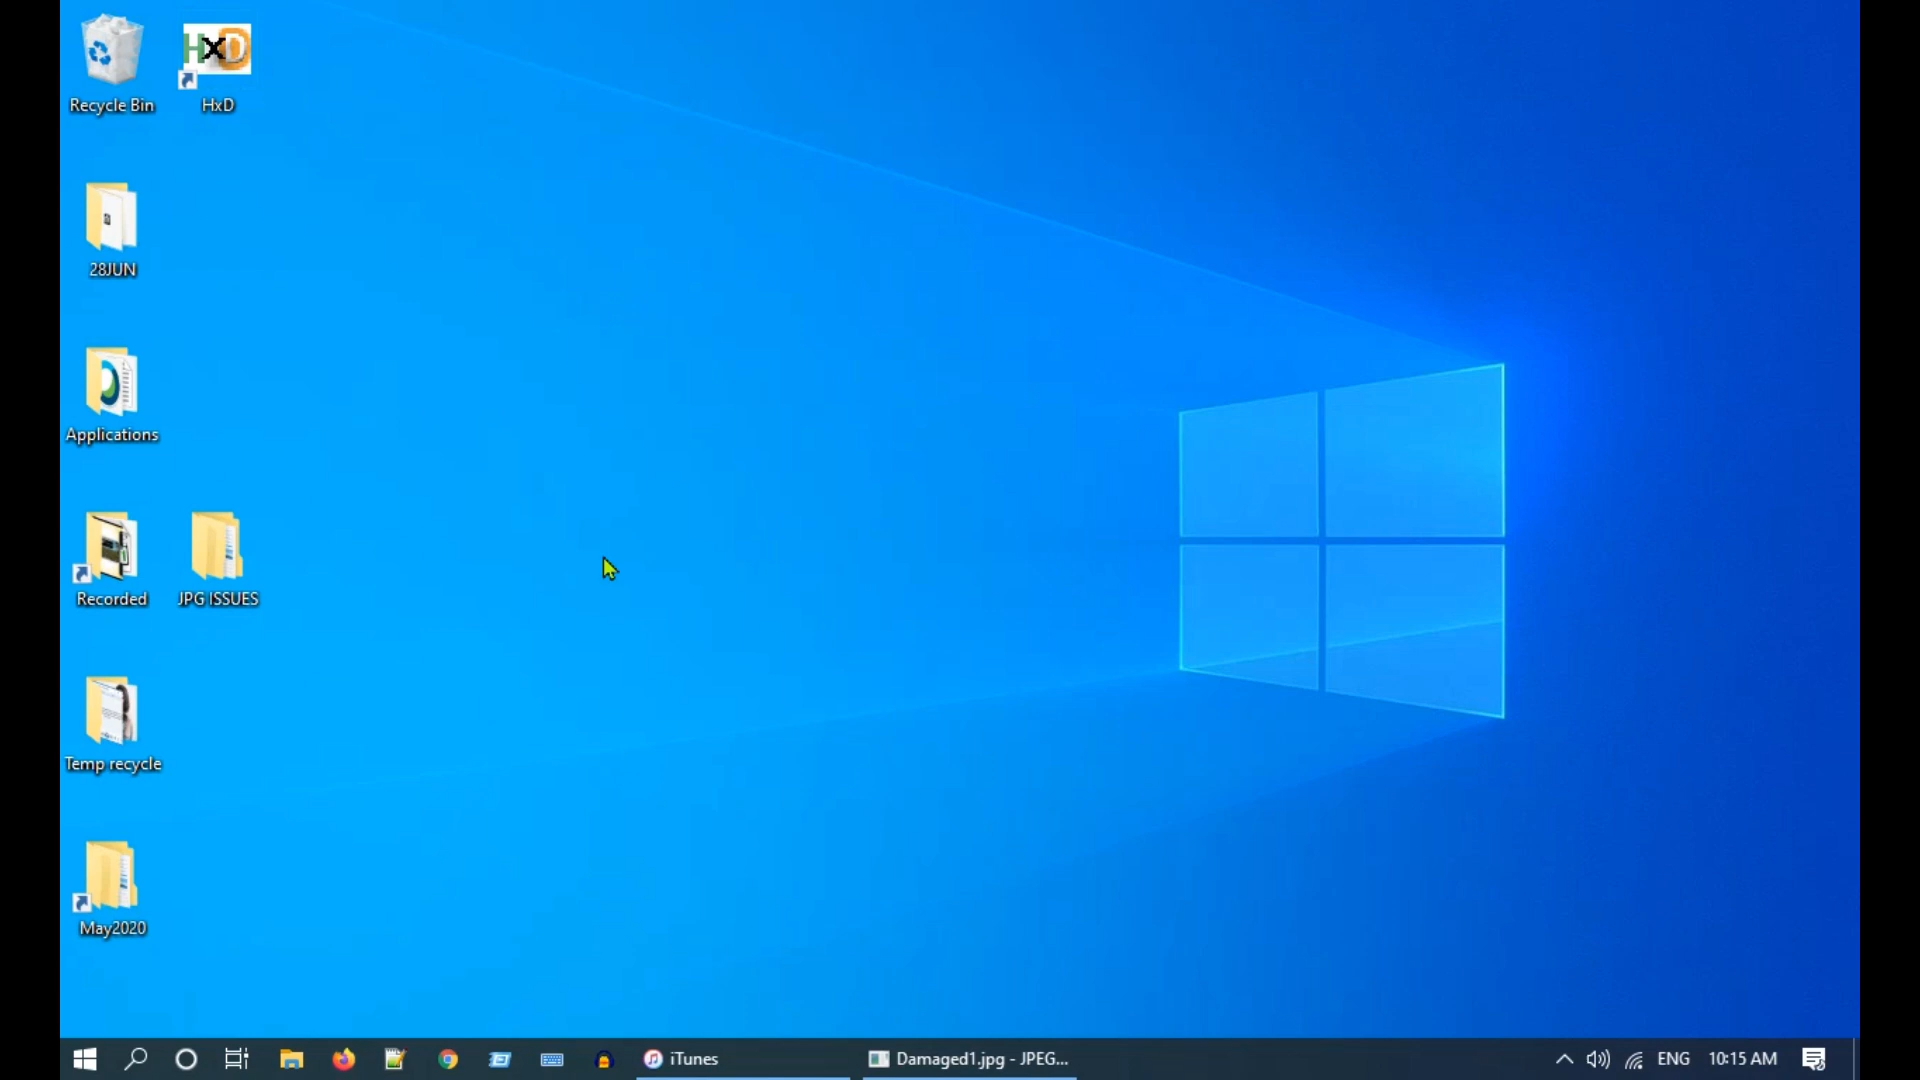 Recycle Bin
HxD
HxD
28JUN
Applications
Recorded
JPG ISSUES
Temp recycle
May2020
iTunes
Damaged1.jpg - JPEG...
ENG
10:15 AM